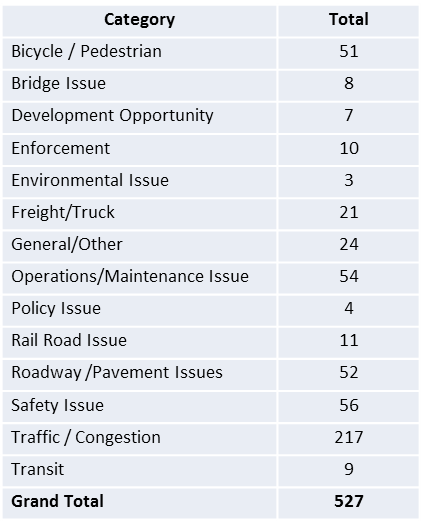 Category Total
Bicycle / Pedestrian 51
Bridge Issue 8
Development Opportunity 7
Enforcement 10
Environmental Issue 3
Freight/Truck 21
General/Other 24
Operations/Maintenance Issue 54
Policy Issue 4
Rail Road Issue 11
Roadway /Pavement Issues 52
Safety Issue 56
Traffic / Congestion 217
Transit 9
Grand Total 527